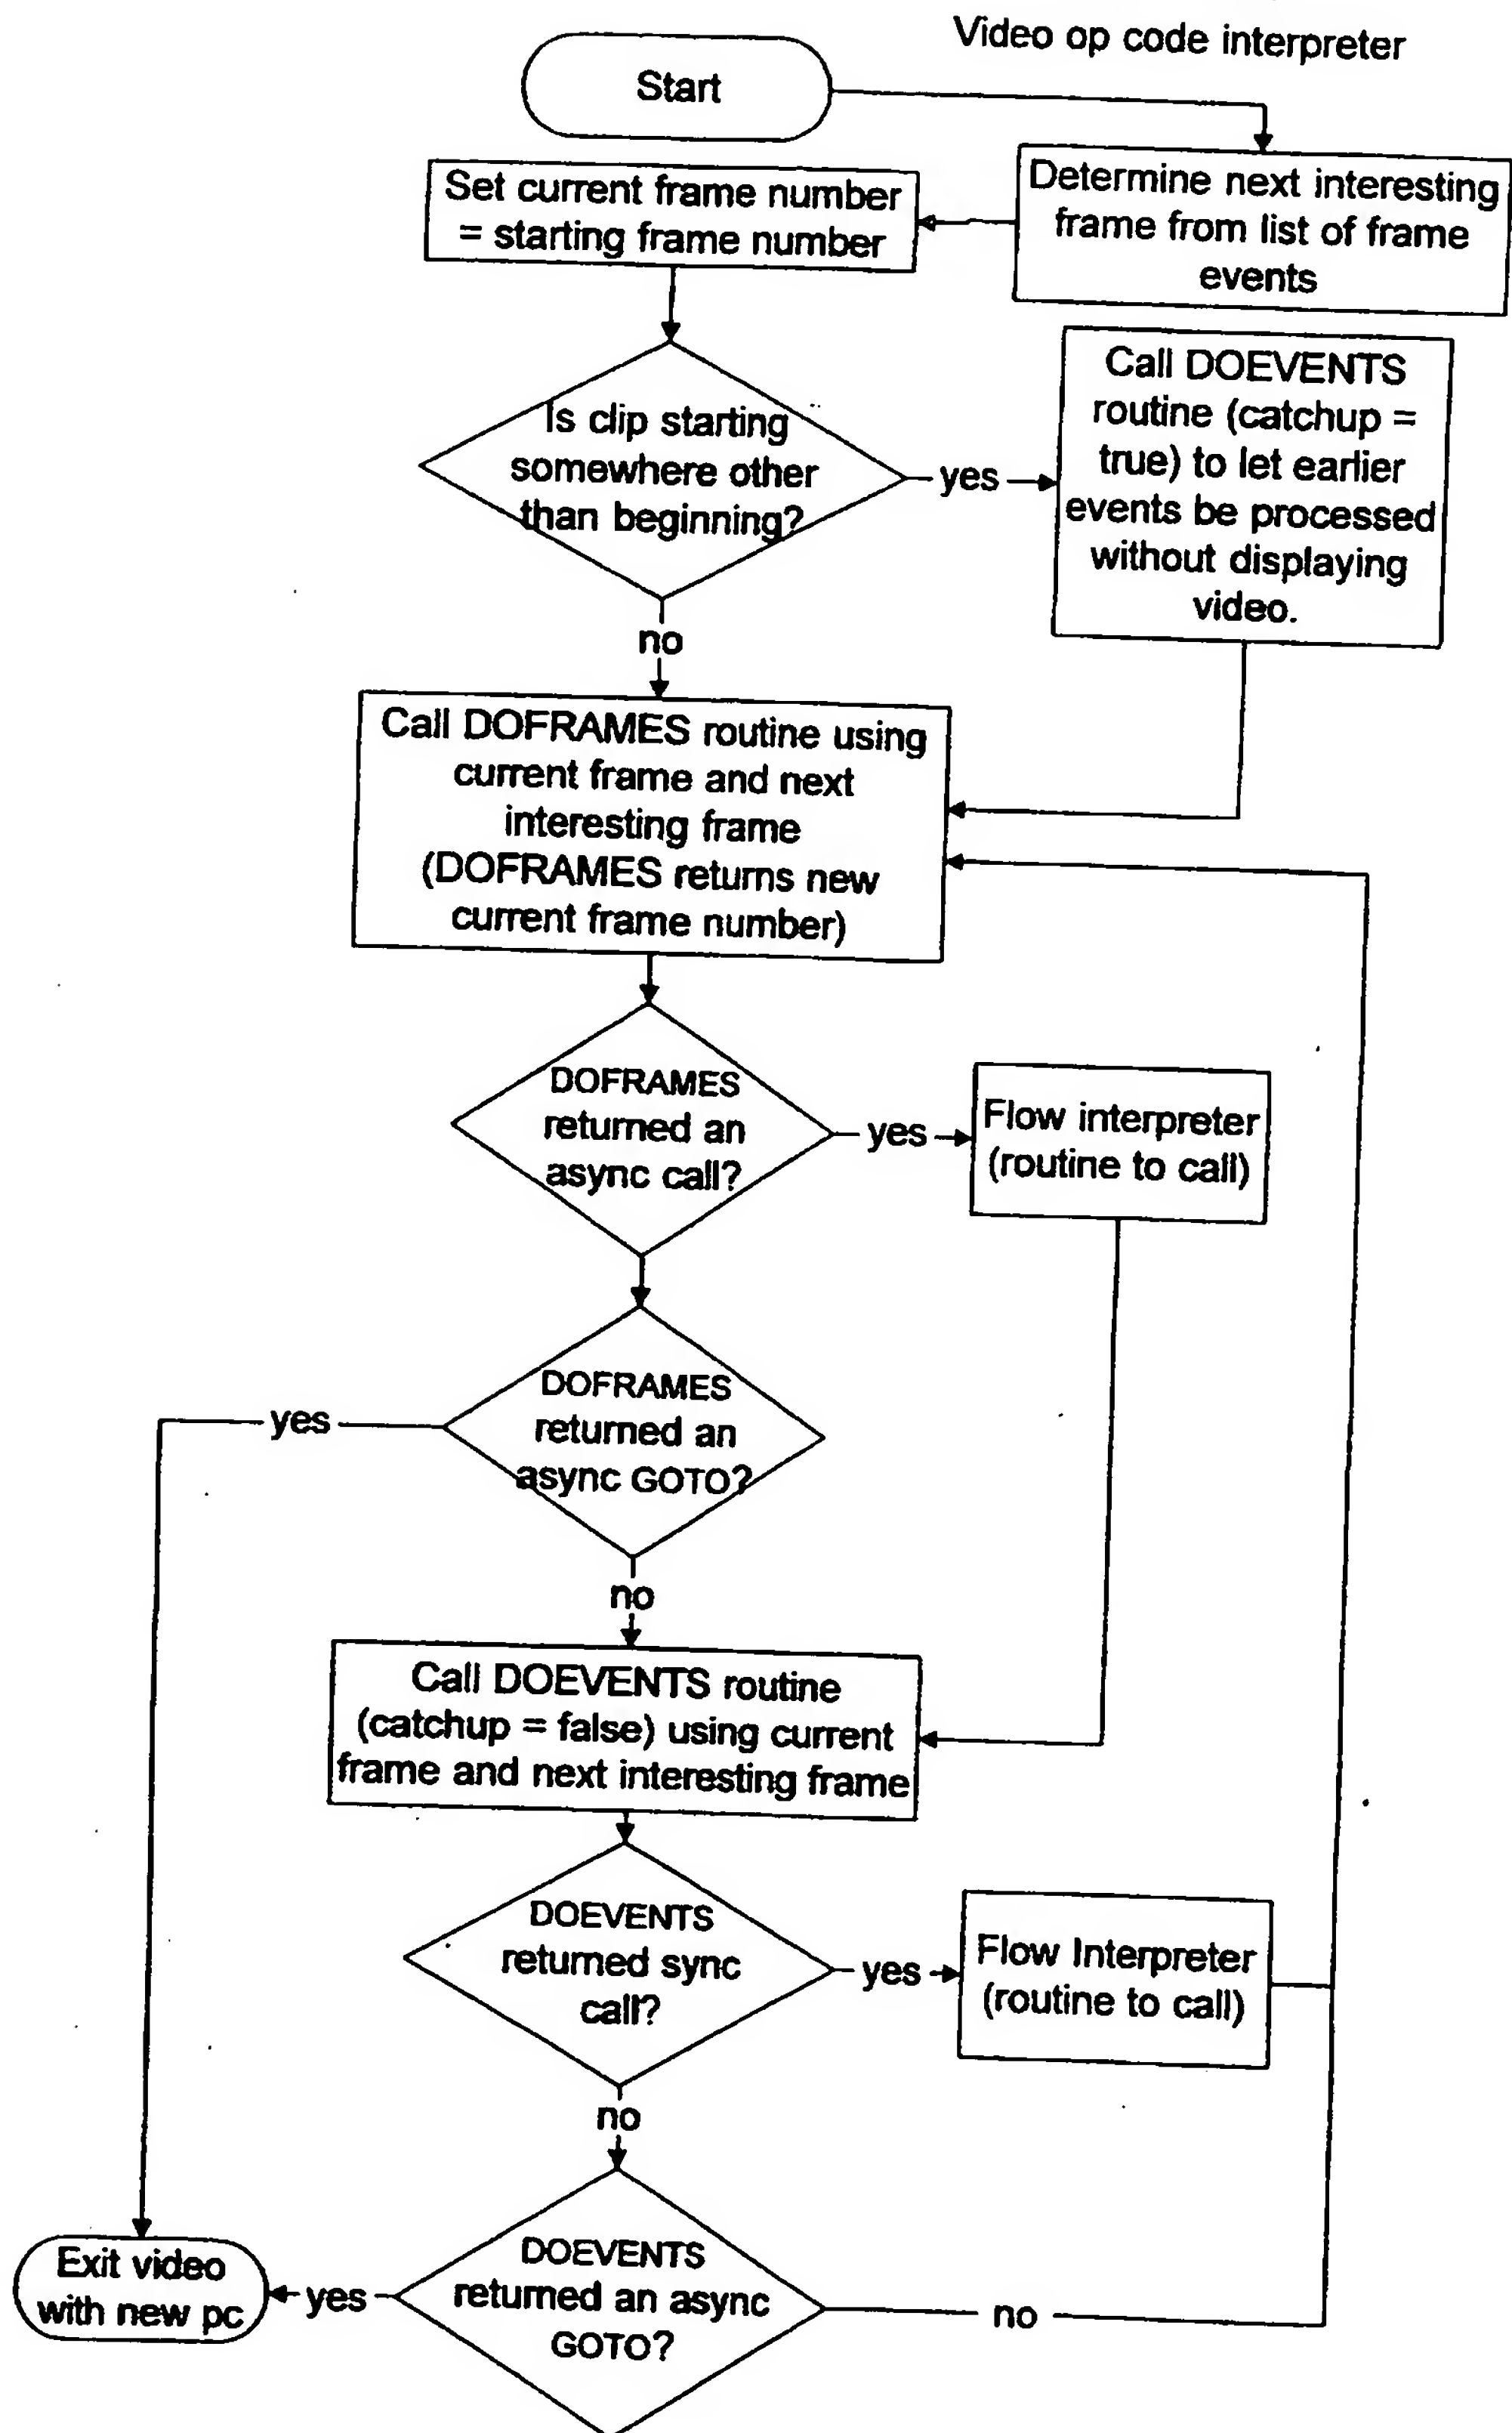 Video op code interpreter
Start
Determine next interesting
frame from list of frame
events
Set current frame number
= starting frame number
Is clip starting
somewhere other
than beginning?
yes
Call DOEVENTS
routine (catchup =
true) to let earlier
events be processed
without displaying
video.
no
Call DOFRAMES routine using
current frame and next
interesting frame
(DOFRAMES returns new
current frame number)
DOFRAMES
returned an
async call?
yes
Flow interpreter
(routine to call)
DOFRAMES
returned an
async GOTO?
yes
no
Call DOEVENTS routine
(catchup = false) using current
frame and next interesting frame
DOEVENTS
returned sync
call?
yes
Flow Interpreter
(routine to call)
no
DOEVENTS
returned an async
GOTO?
yes
Exit video
with new pc
no